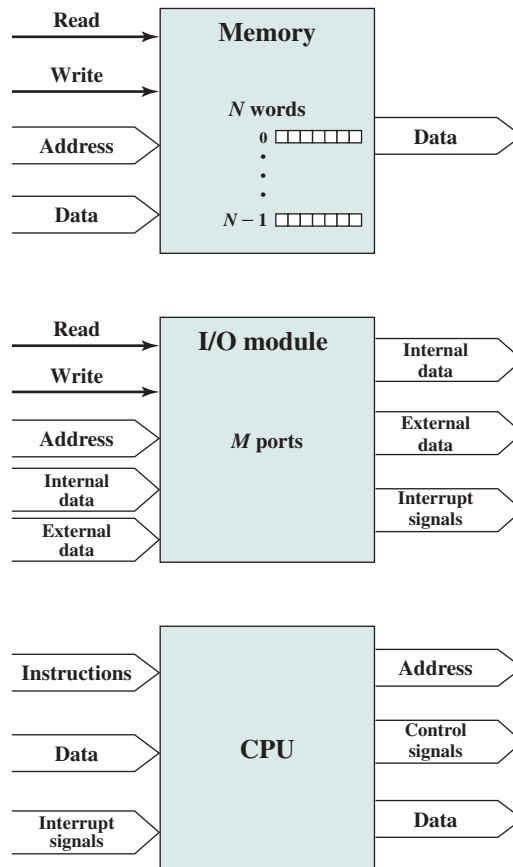 Read
Memory
Write
N words
0
Address
Data
Data
N – 1
Read
I/O module
Internal
data
Write
External
data
Address
M ports
Internal
data
Interrupt
signals
External
data
Instructions
Address
CPU
Control
signals
Data
Interrupt
signals
Data